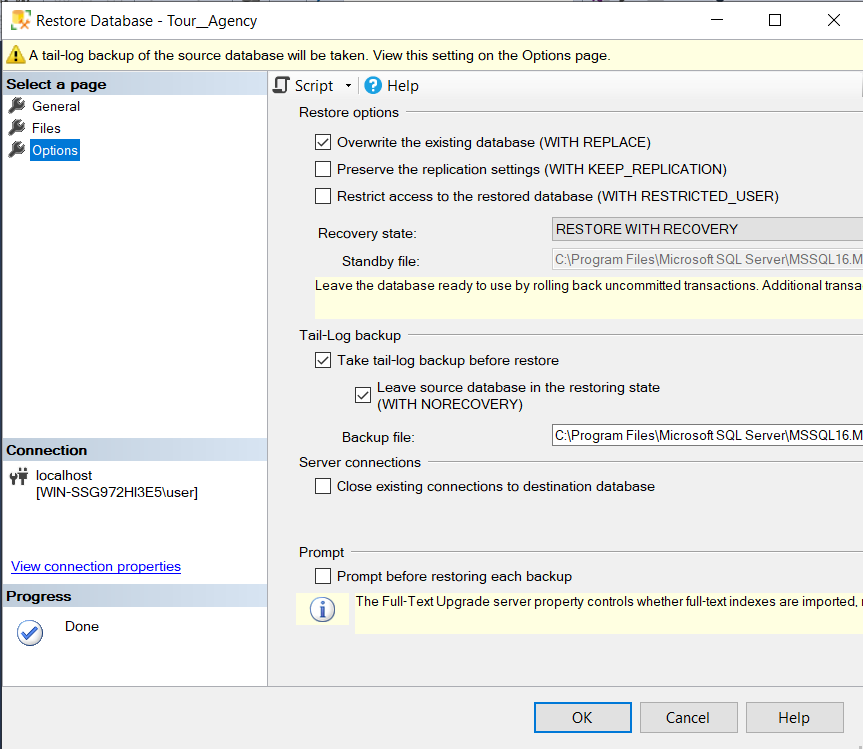 Restore Database - Tour__Agency
A tail-log backup of the source database will be taken. View this setting on the Options page.
Select a page
General
Files
Options
Script
Help
Restore options
Overwrite the existing database (WITH REPLACE)
Preserve the replication settings (WITH KEEP_REPLICATION)
Restrict access to the restored database (WITH RESTRICTED_USER)
Recovery state:
RESTORE WITH RECOVERY
Standby file:
C:\Program Files\Microsoft SQL Server\MSSQL16.M
Leave the database ready to use by rolling back uncommitted transactions. Additional transa
Tail-Log backup
Take tail-log backup before restore
Leave source database in the restoring state
(WITH NORECOVERY)
Backup file:
C:\Program Files\Microsoft SQL Server\MSSQL16.M
Server connections
Close existing connections to destination database
Prompt
Prompt before restoring each backup
The Full-Text Upgrade server property controls whether full-text indexes are imported,
Connection
localhost
[WIN-SSG972HI3E5\user]
View connection properties
Progress
Done
OK
Cancel
Help